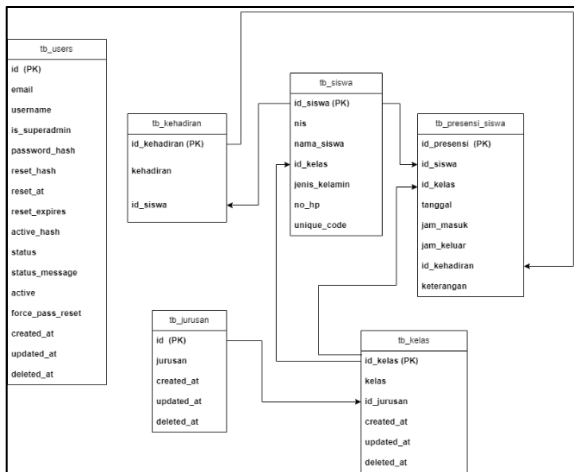 tb_users
id (PK)
email
username
is_superadmin
password_hash
reset_hash
reset_at
reset_expires
active_hash
status
status_message
active
force_pass_reset
created_at
updated_at
deleted_at
tb_kehadiran
id_kehadiran (PK)
kehadiran
id_siswa
tb_siswa
id_siswa (PK)
nis
nama_siswa
id_kelas
jenis_kelamin
no_hp
unique_code
tb_presensi_siswa
id_presensi (PK)
id_siswa
id_kelas
tanggal
jam_masuk
jam_keluar
id_kehadiran
keterangan
tb_jurusan
id (PK)
jurusan
created_at
updated_at
deleted_at
tb_kelas
id_kelas (PK)
kelas
id_jurusan
created_at
updated_at
deleted_at